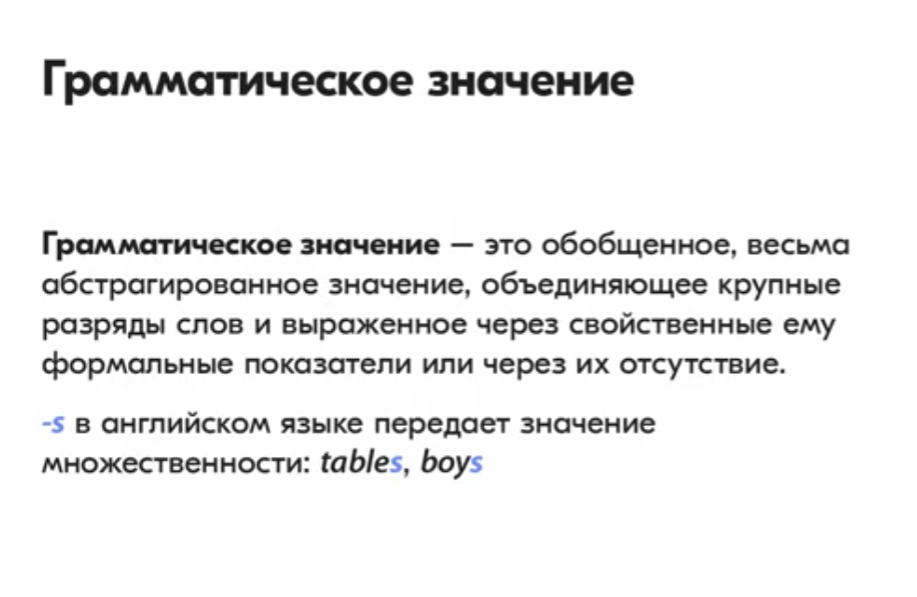 Грамматическое значение
Грамматическое значение — это обобщенное, весьма
абстрагированное значение, объединяющее крупные
разряды слов и выраженное через свойственные ему
формальные показатели или через их отсутствие.
-s в английском языке передает значение
множественности: tables, boys